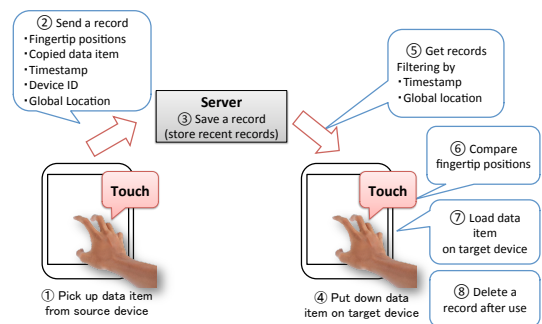 ② Send a record
・Fingertip positions
・Copied data item
・Timestamp
・Device ID
・Global Location
Server
③ Save a record
(store recent records)
⑤ Get records
Filtering by
・Timestamp
・Global location
Touch
① Pick up data item
from source device
Touch
④ Put down data
item on target device
⑥ Compare
fingertip positions
⑦ Load data
item
on target device
⑧ Delete a
record after use